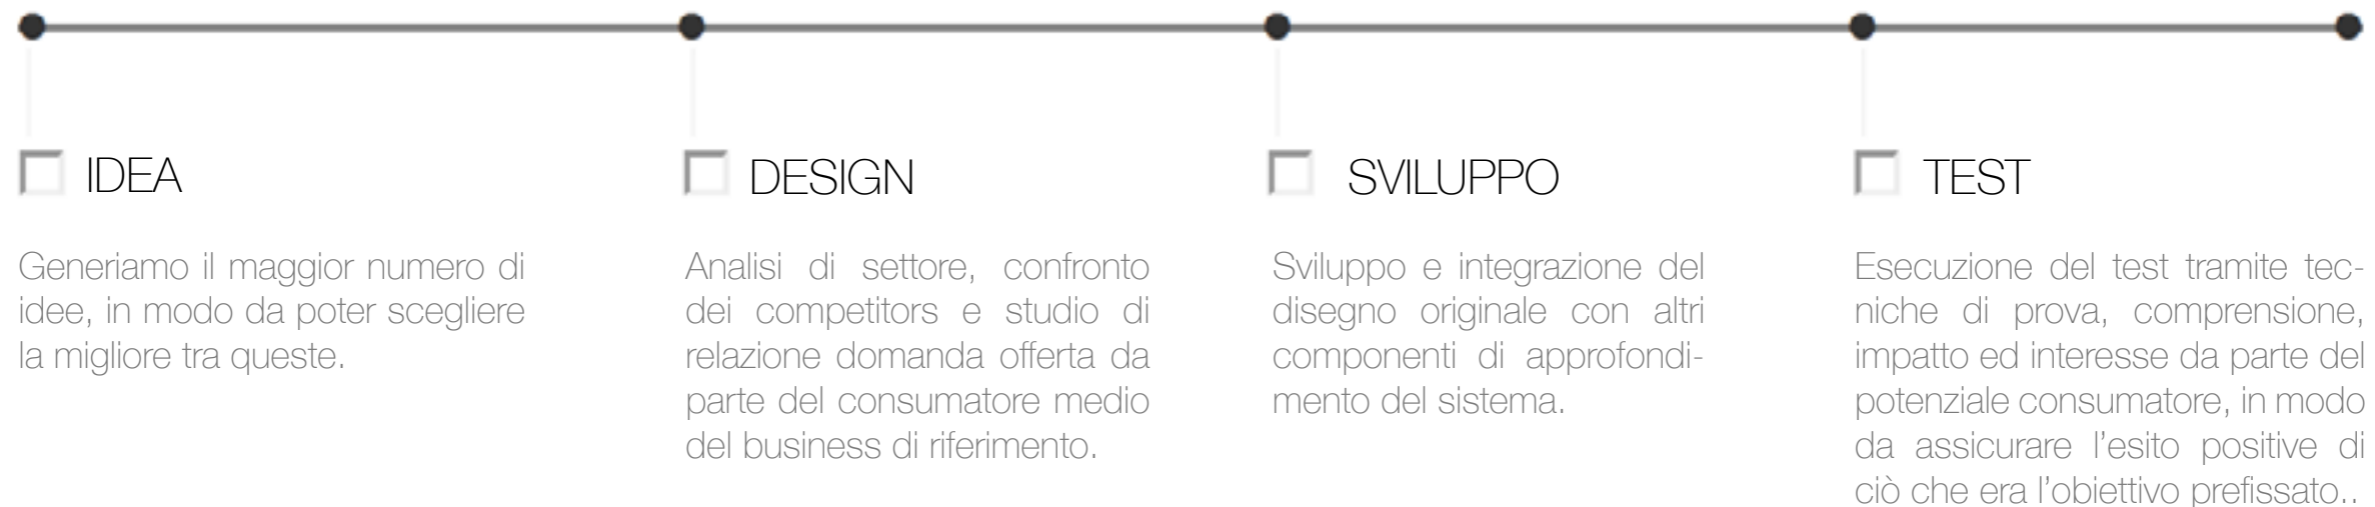 IDEA
Generiamo il maggior numero di
idee, in modo da poter scegliere
la migliore tra queste.
DESIGN
Analisi di settore, confronto
dei competitors e studio di
relazione domanda offerta da
parte del consumatore medio
del business di riferimento.
SVILUPPO
Sviluppo e integrazione del
disegno originale con altri
componenti di approfondi-
mento del sistema.
TEST
Esecuzione del test tramite tec-
niche di prova, comprensione,
impatto ed interesse da parte del
potenziale consumatore, in modo
da assicurare l’esito positive di
ciò che era l’obiettivo prefissato..